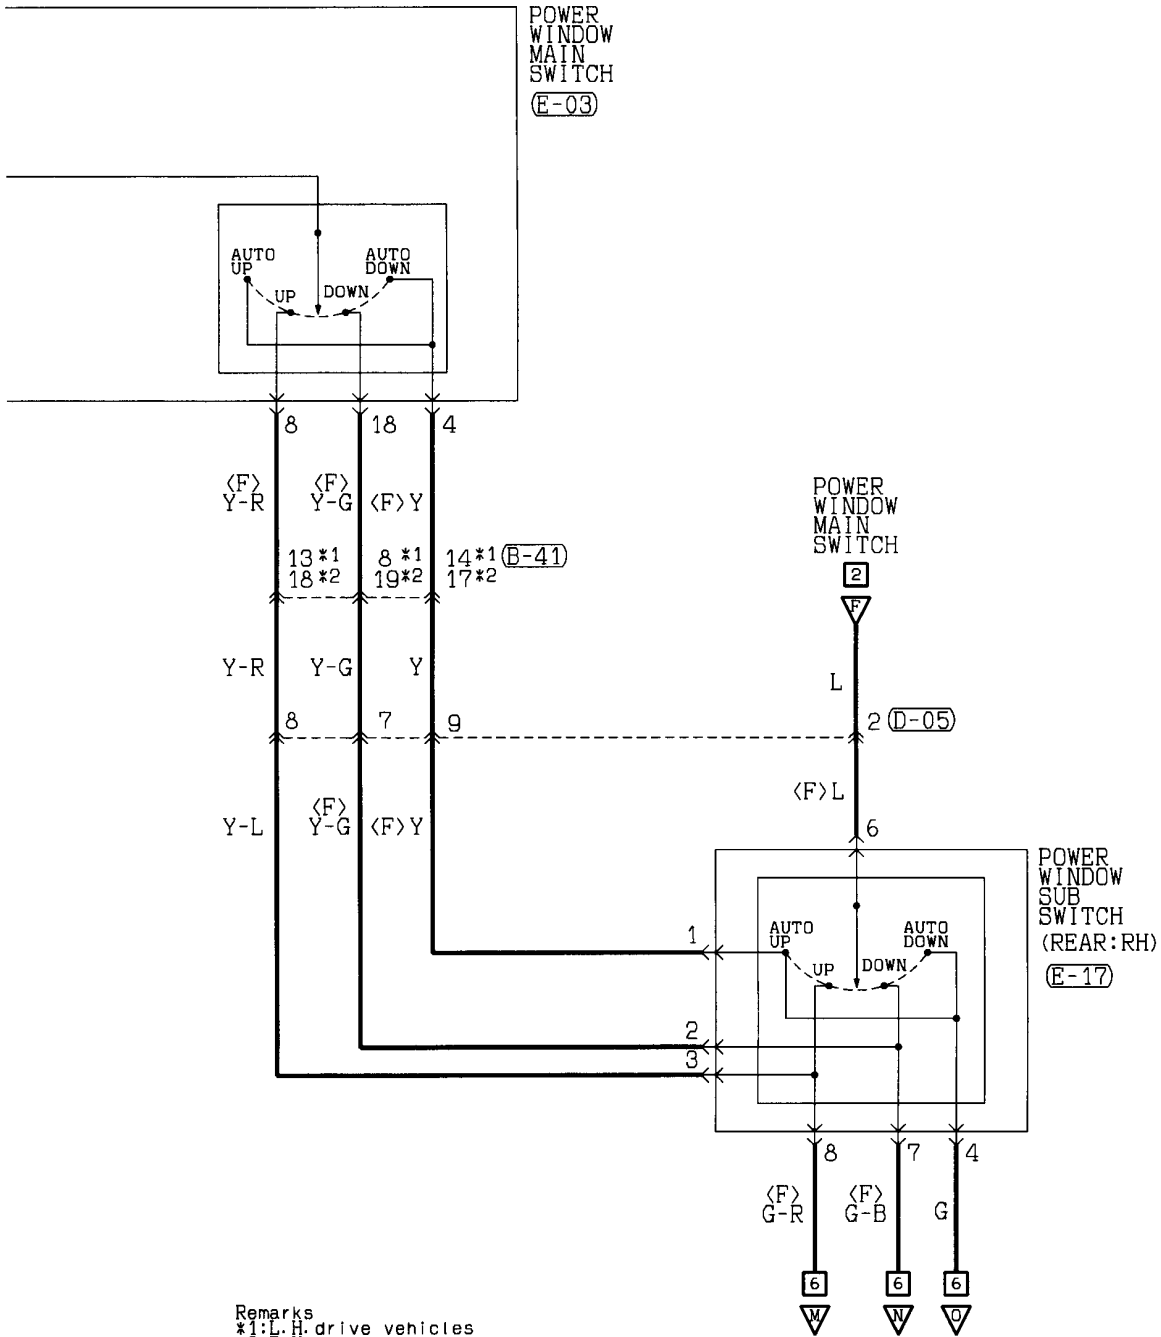 POWER
WINDOW
MAIN
SWITCH
E-03
AUTO
UP
AUTO
DOWN
UP
DOWN
8
18
4
<F>
Y-R
<F>
Y-G
<F>Y
13*1
18*2
8*1
19*2
14*1
17*2
B-41
POWER
WINDOW
MAIN
SWITCH
2
F
Y-R
Y-G
Y
L
8
7
9
2
D-05
<F>L
Y-L
<F>
Y-G
<F>Y
6
POWER
WINDOW
SUB
SWITCH
(REAR:RH)
E-17
1
AUTO
UP
AUTO
DOWN
UP
DOWN
2
3
8
7
4
<F>
G-R
<F>
G-B
G
6
6
6
M
N
O
Remarks
*1:L.H.drive vehicles